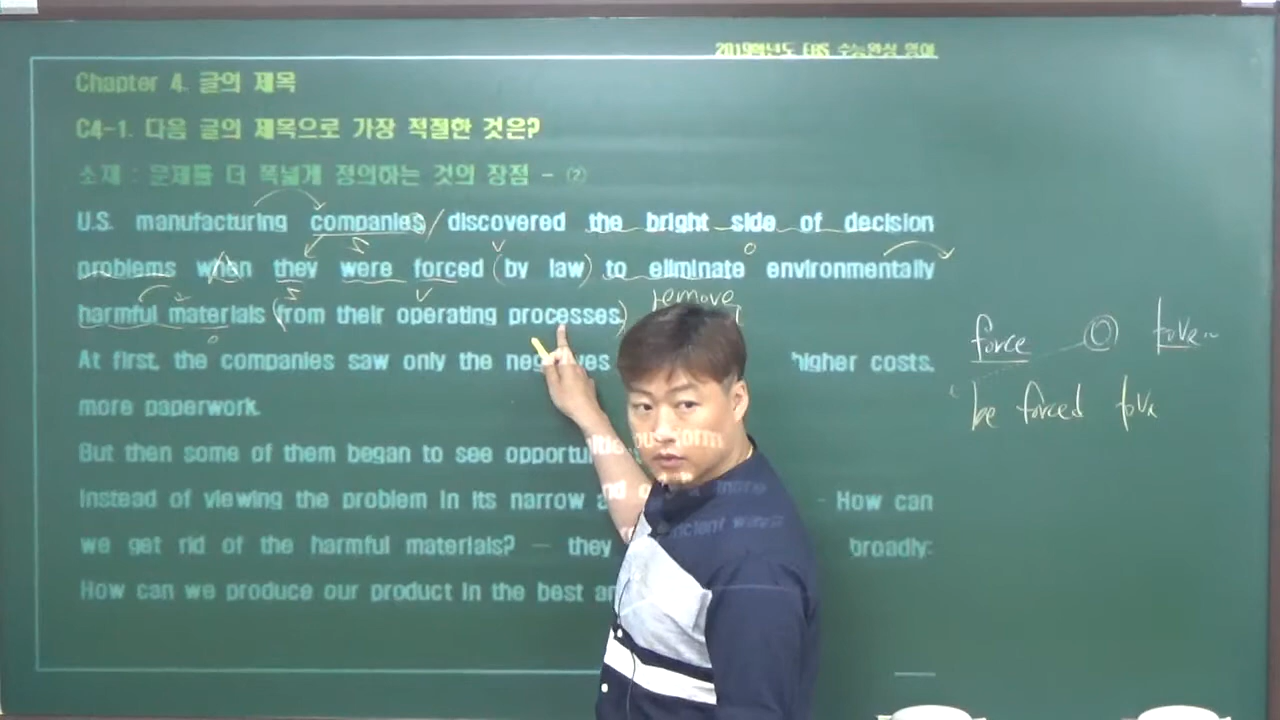 2019학년도 EBS 수능완성 영어
Chapter 4. 글의 제목
C4-1. 다음 글의 제목으로 가장 적절한 것은?
소재 : 문제를 더 폭넓게 정의하는 것의 장점 - ②
U.S. manufacturing companies / discovered the bright side of decision
S V O
problems when they were forced (by law) to eliminate environmentally
S V remove
harmful materials (from their operating processes)
O
At first, the companies saw only the negatives higher costs,
more paperwork.
But then some of them began to see
Instead of viewing the problem in its narrow - How can
we get rid of the harmful materials? - they broadly:
How can we produce our product in the best
force O to
be forced to